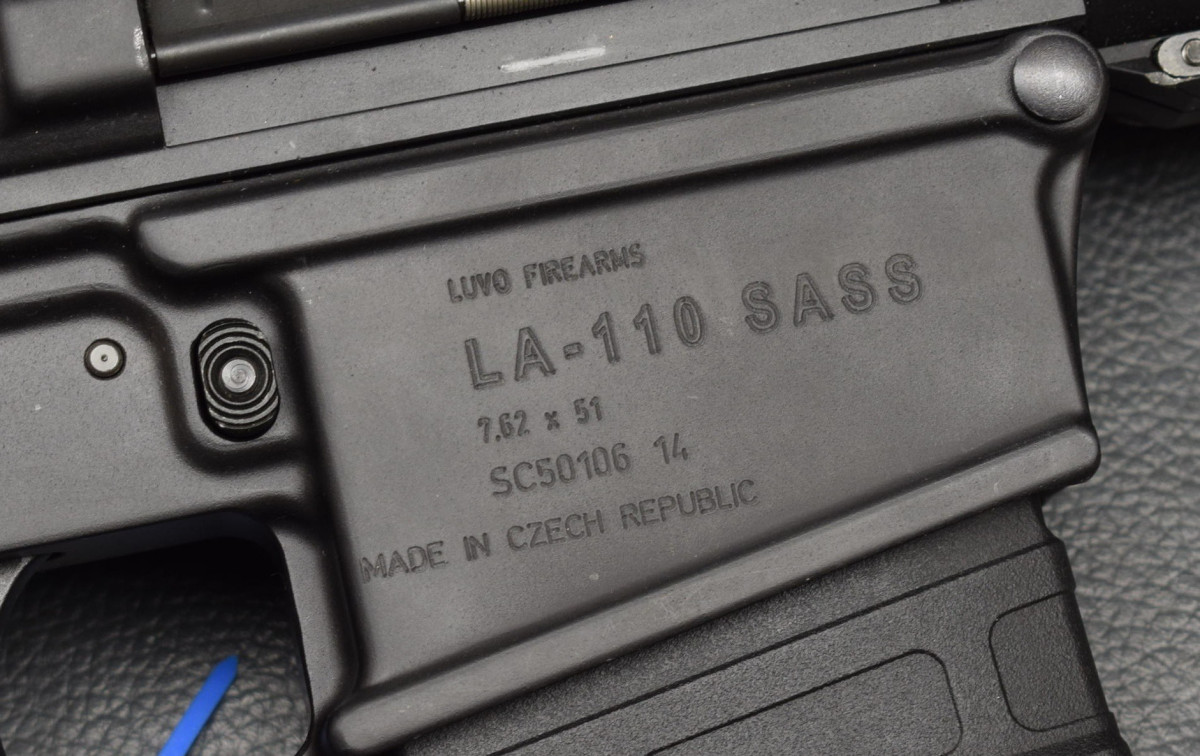 LUVO FIREARMS
LA-110 SASS
7.62 x 51
SC50106 14
MADE IN CZECH REPUBLIC